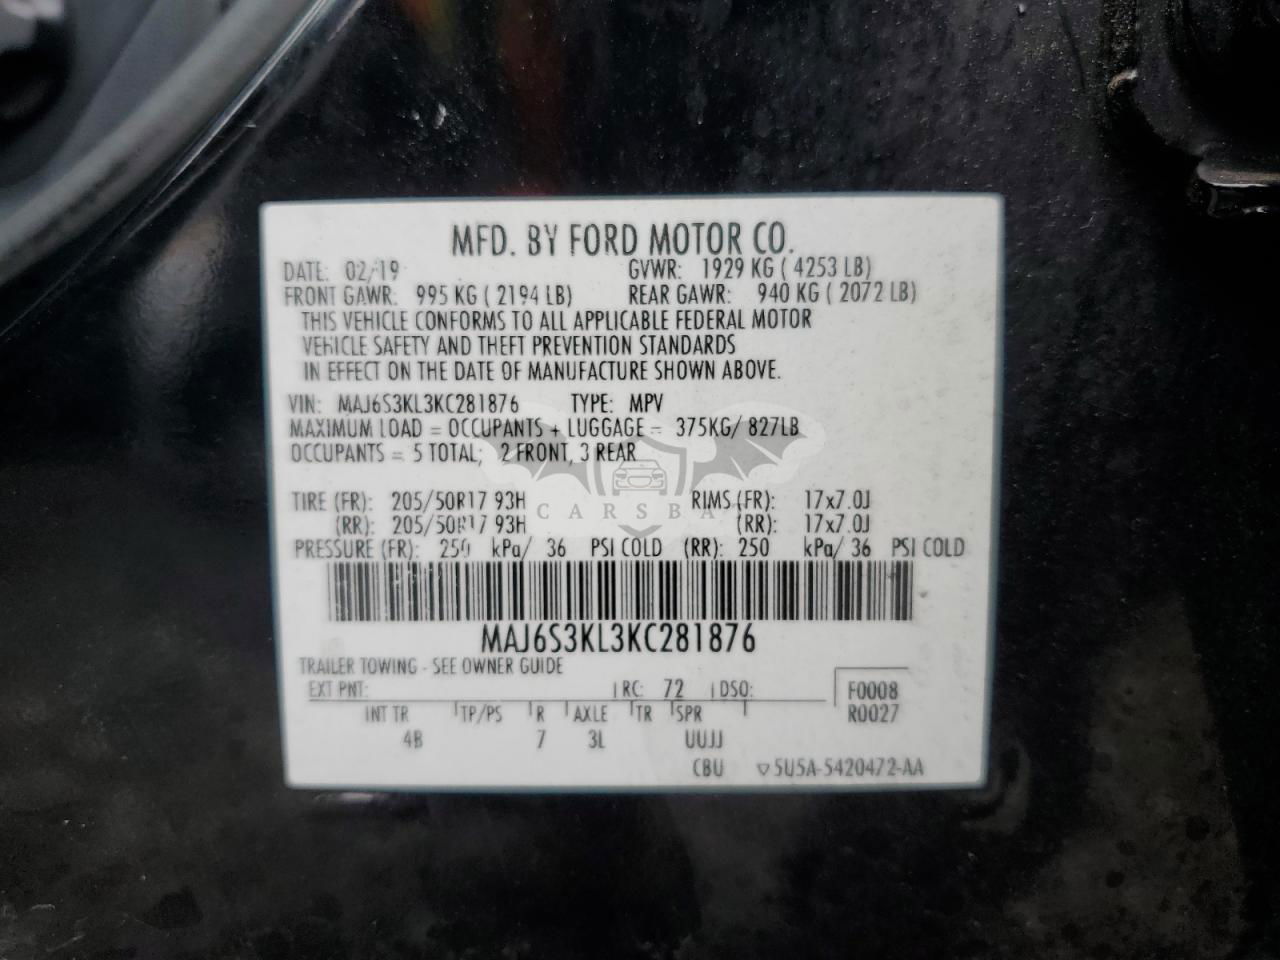 MFD. BY FORD MOTOR CO.
DATE: 02/19 GVWR: 1929 KG ( 4253 LB)
FRONT GAWR: 995 KG ( 2194 LB) REAR GAWR: 940 KG ( 2072 LB)
THIS VEHICLE CONFORMS TO ALL APPLICABLE FEDERAL MOTOR
VEHICLE SAFETY AND THEFT PREVENTION STANDARDS
IN EFFECT ON THE DATE OF MANUFACTURE SHOWN ABOVE.
VIN: MAJ6S3KL3KC281876 TYPE: MPV
MAXIMUM LOAD = OCCUPANTS + LUGGAGE = 375KG/ 827LB
OCCUPANTS = 5 TOTAL; 2 FRONT, 3 REAR
TIRE (FR): 205/50R17 93H RIMS (FR): 17x7.0J
(RR): 205/50R17 93H (RR): 17x7.0J
CARSBA
PRESSURE (FR): 250 kPa/ 36 PSI COLD (RR): 250 kPa/ 36 PSI COLD
MAJ6S3KL3KC281876
TRAILER TOWING - SEE OWNER GUIDE
EXT PNT: RC: 72 DSO: F0008
INT TR TP/PS R AXLE TR SPR R0027
4B 7 3L UUJJ
CBU ▽5U5A-5420472-AA